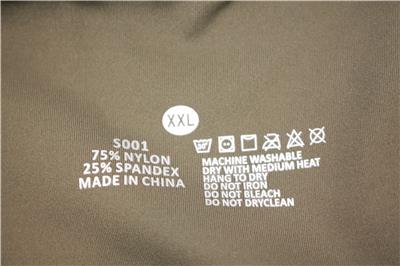 XXL
S001
75% NYLON
25% SPANDEX
MADE IN CHINA
30°
MACHINE WASHABLE
DRY WITH MEDIUM HEAT
HANG TO DRY
DO NOT IRON
DO NOT BLEACH
DO NOT DRYCLEAN